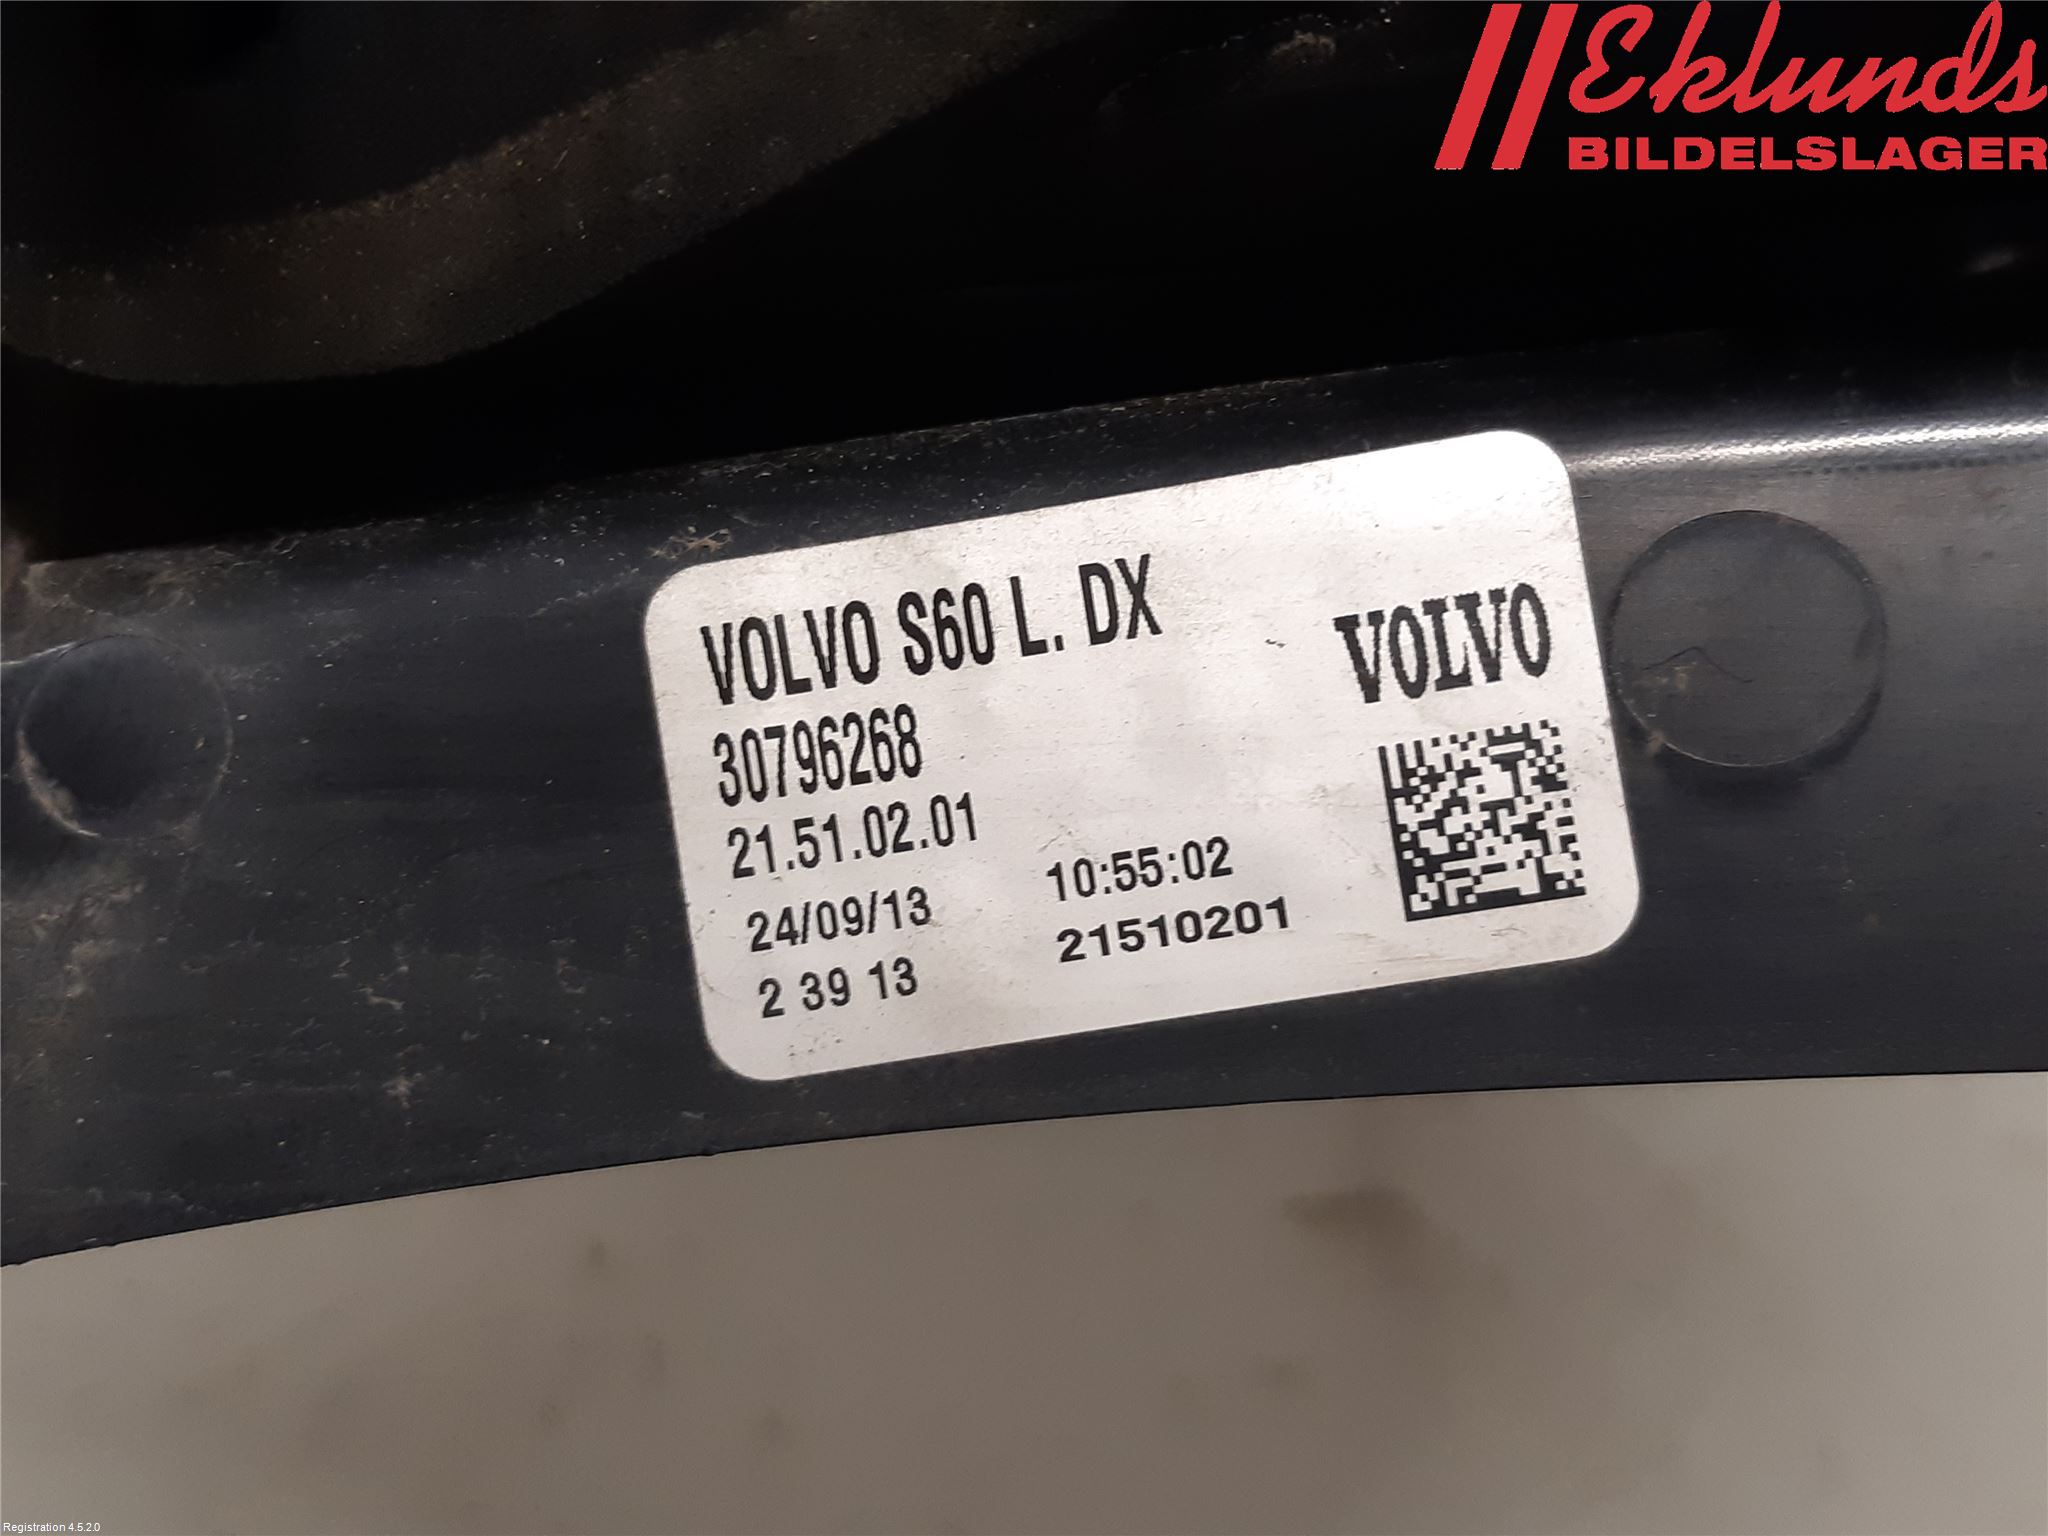 Eklunds
BILDELSLAGER
VOLVO S60 L. DX
VOLVO
30796268
21.51.02.01
24/09/13 10:55:02
2 39 13 21510201
Registration 4.5.2.0